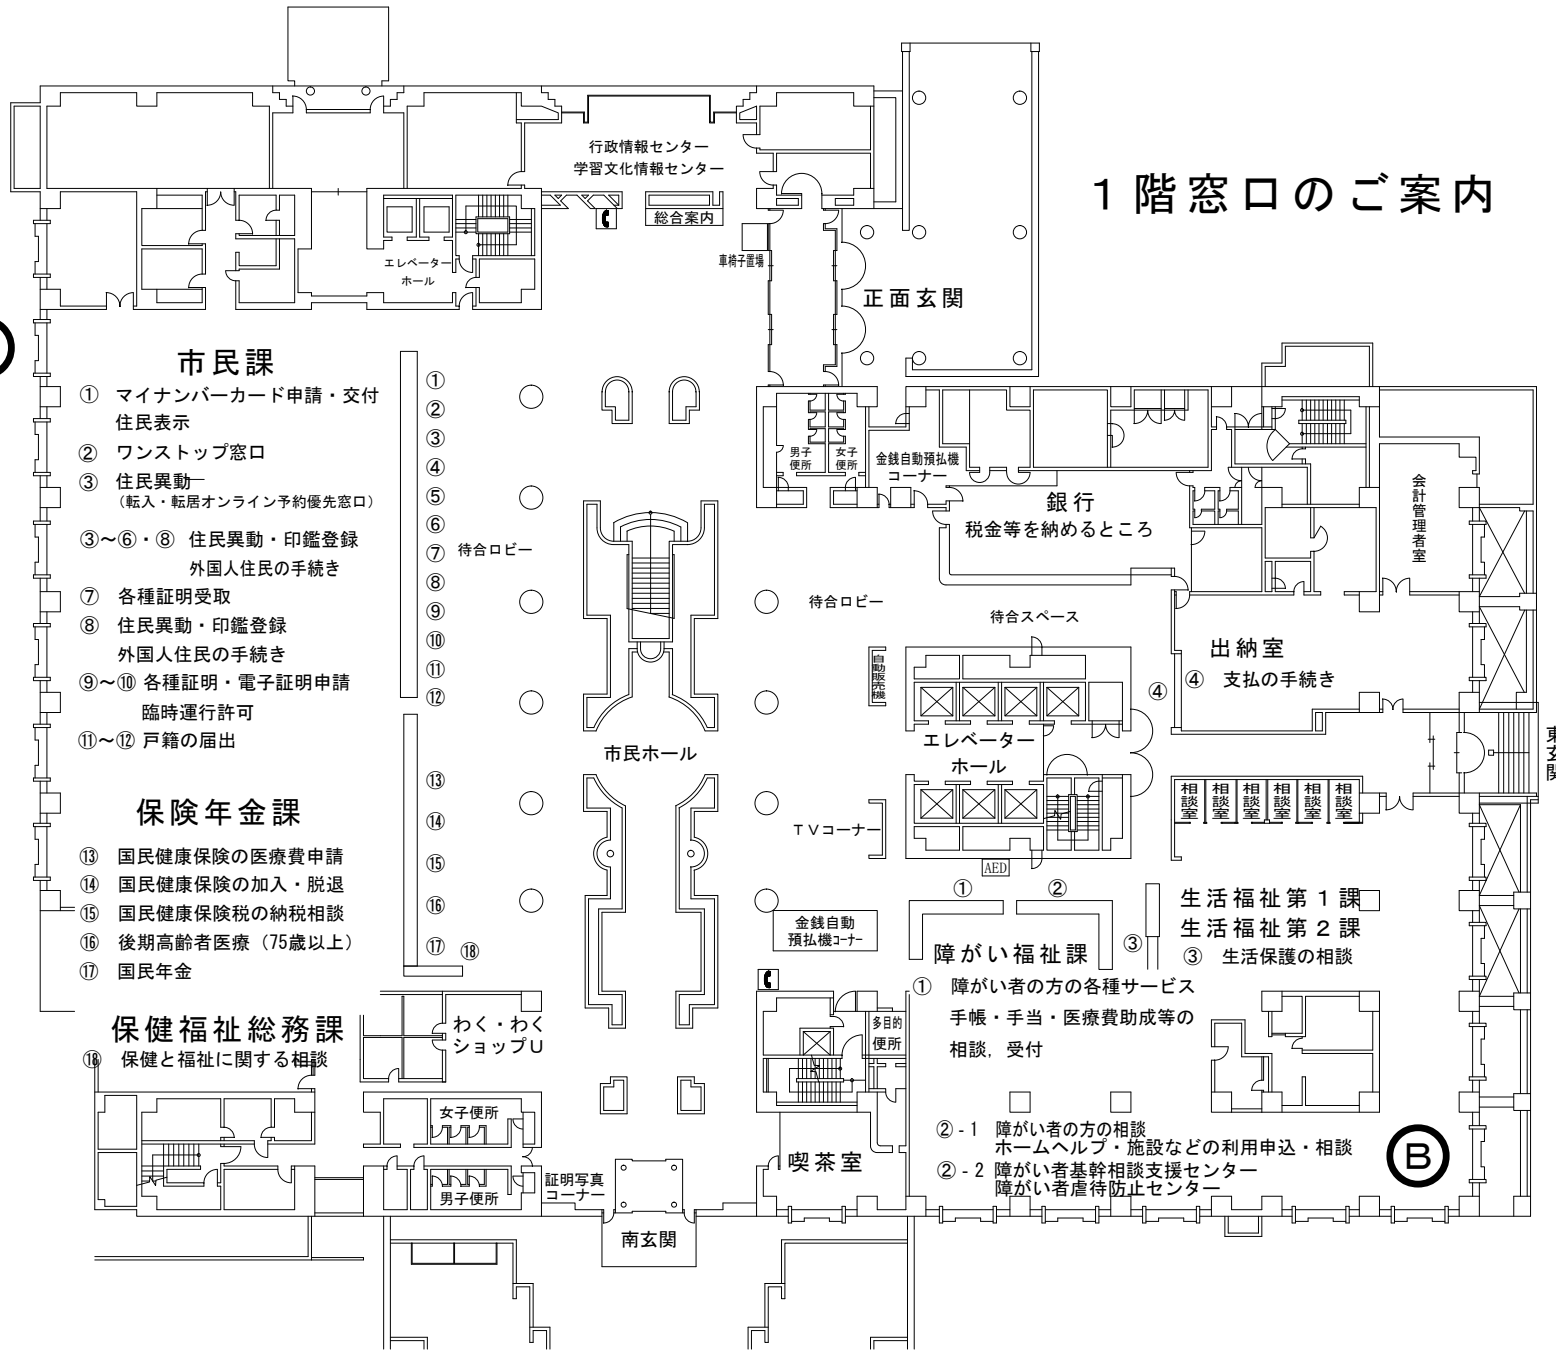 1階窓口のご案内
行政情報センター
学習文化情報センター
総合案内
車椅子置場
エレベーター
ホール
正面玄関
市民課
① マイナンバーカード申請・交付
住民表示
② ワンストップ窓口
③ 住民異動
(転入・転居オンライン予約優先窓口)
③~⑥・⑧ 住民異動・印鑑登録
外国人住民の手続き
⑦ 各種証明受取
⑧ 住民異動・印鑑登録
外国人住民の手続き
⑨~⑩ 各種証明・電子証明申請
臨時運行許可
⑪~⑫ 戸籍の届出
①
②
③
④
⑤
⑥
⑦
⑧
⑨
⑩
⑪
⑫
待合ロビー
男子
便所
女子
便所
金銭自動預払機
コーナー
銀行
税金等を納めるところ
会計管理者室
待合ロビー
待合スペース
自動販売機
出納室
④
④ 支払の手続き
エレベーター
ホール
東玄関
市民ホール
相談室
相談室
相談室
相談室
相談室
相談室
保険年金課
⑬ 国民健康保険の医療費申請
⑭ 国民健康保険の加入・脱退
⑮ 国民健康保険税の納税相談
⑯ 後期高齢者医療(75歳以上)
⑰ 国民年金
⑬
⑭
⑮
⑯
⑰
⑱
TVコーナー
AED
金銭自動
預払機コーナー
①
②
③
生活福祉第1課
生活福祉第2課
③ 生活保護の相談
障がい福祉課
① 障がい者の方の各種サービス
手帳・手当・医療費助成等の
相談, 受付
②-1 障がい者の方の相談
ホームヘルプ・施設などの利用申込・相談
②-2 障がい者基幹相談支援センター
障がい者虐待防止センター
B
保健福祉総務課
⑱ 保健と福祉に関する相談
わく・わく
ショップU
多目的
便所
女子便所
男子便所
証明写真
コーナー
喫茶室
南玄関